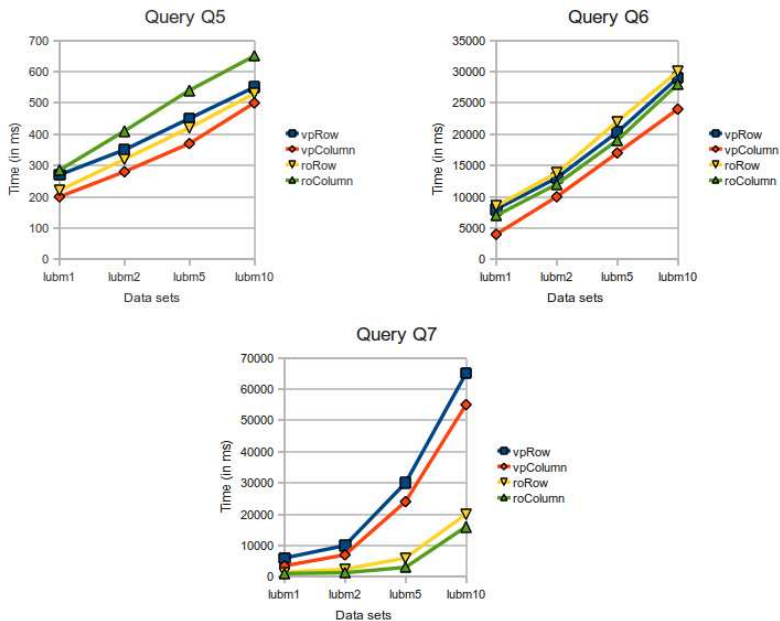 Query Q5
700
600
500
400
300
200
100
0
Time (in ms)
lubm1 lubm2 lubm5 lubm10
Data sets
vpRow
vpColumn
roRow
roColumn
Query Q6
35000
30000
25000
20000
15000
10000
5000
0
Time (in ms)
lubm1 lubm2 lubm5 lubm10
Data sets
vpRow
vpColumn
roRow
roColumn
Query Q7
70000
60000
50000
40000
30000
20000
10000
0
Time (in ms)
lubm1 lubm2 lubm5 lubm10
Data sets
vpRow
vpColumn
roRow
roColumn